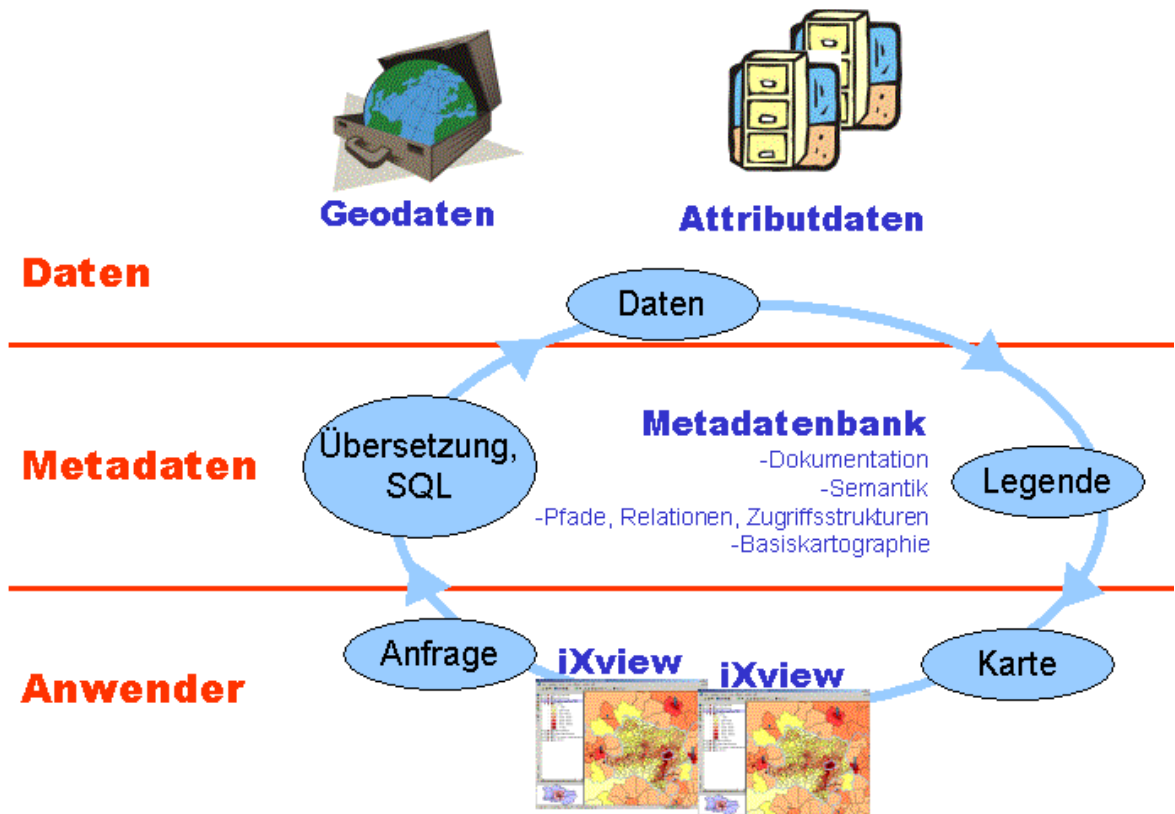 Geodaten
Attributdaten
Daten
Daten
Metadaten
Übersetzung,
SQL
Metadatenbank
-Dokumentation
-Semantik
-Pfade, Relationen, Zugriffsstrukturen
-Basiskartographie
Legende
Anwender
Anfrage
iXview
iXview
Karte